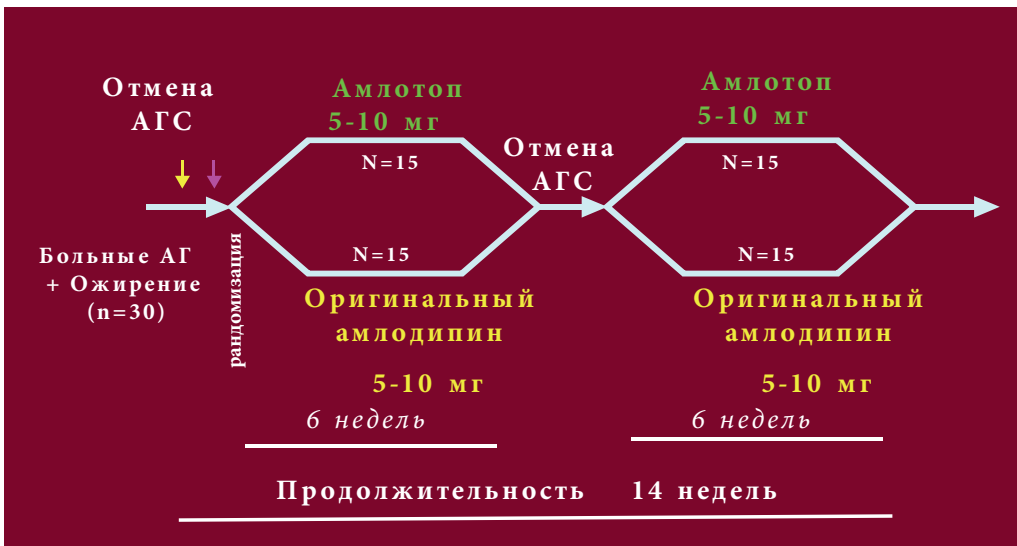 Отмена
АГС
Больные АГ
+ Ожирение
(n=30)
рандомизация
Амлотоп
5-10 мг
N=15
N=15
Оригинальный
амлодипин
5-10 мг
6 недель
Отмена
АГС
Амлотоп
5-10 мг
N=15
N=15
Оригинальный
амлодипин
5-10 мг
6 недель
Продолжительность 14 недель